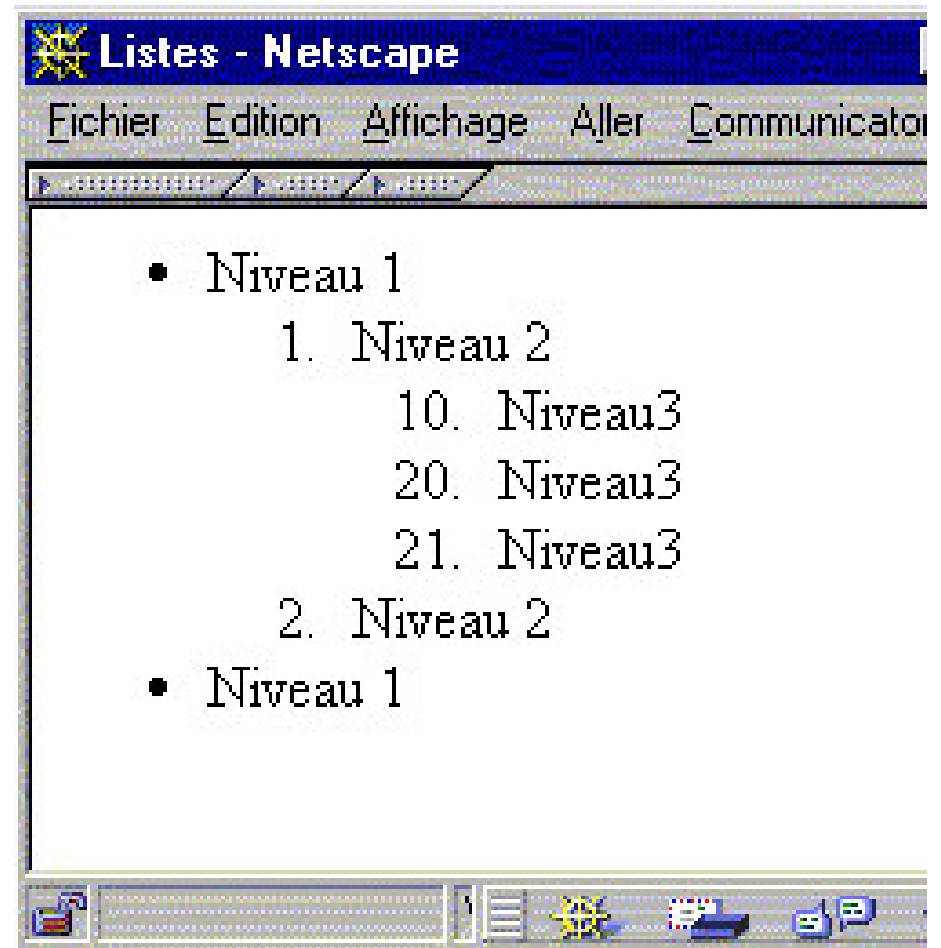 Listes - Netscape
Fichier Edition Affichage Aller Communicator
• Niveau 1
1. Niveau 2
10. Niveau3
20. Niveau3
21. Niveau3
2. Niveau 2
• Niveau 1